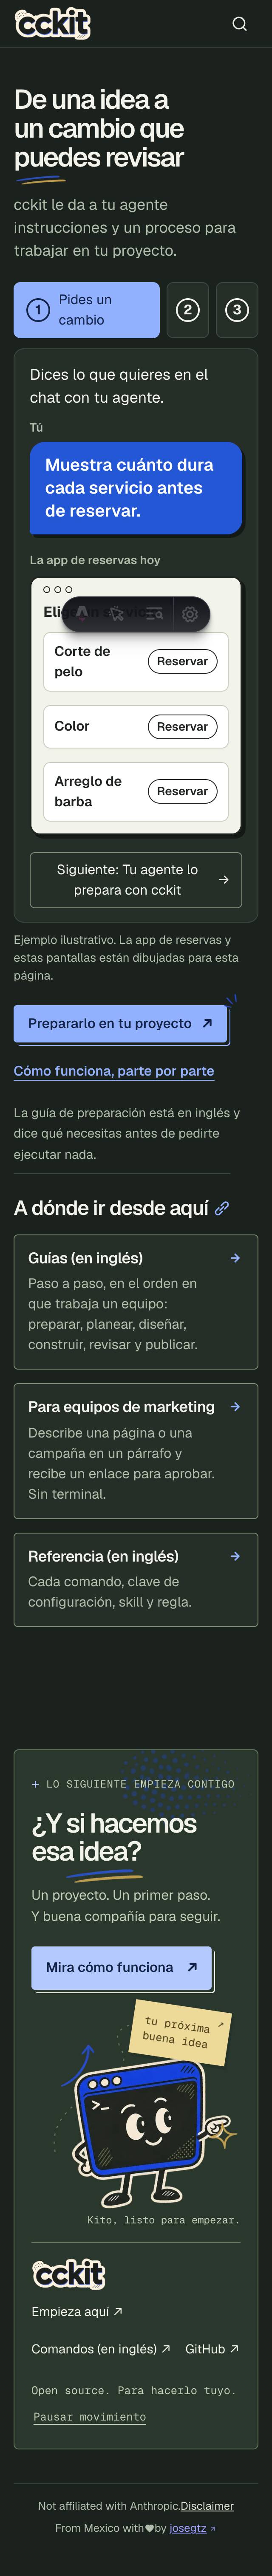 cckit
De una idea a
un cambio que
puedes revisar
cckit le da a tu agente
instrucciones y un proceso para
trabajar en tu proyecto.
1
Pides un
cambio
2
3
Dices lo que quieres en el
chat con tu agente.
Tú
Muestra cuánto dura
cada servicio antes
de reservar.
La app de reservas hoy
Corte de
pelo
Reservar
Color
Reservar
Arreglo de
barba
Reservar
Siguiente: Tu agente lo
prepara con cckit →
Ejemplo ilustrativo. La app de reservas y
estas pantallas están dibujadas para esta
página.
Prepararlo en tu proyecto ↗
Cómo funciona, parte por parte
La guía de preparación está en inglés y
dice qué necesitas antes de pedirte
ejecutar nada.
A dónde ir desde aquí
Guías (en inglés) →
Paso a paso, en el orden en
que trabaja un equipo:
preparar, planear, diseñar,
construir, revisar y publicar.
Para equipos de marketing →
Describe una página o una
campaña en un párrafo y
recibe un enlace para aprobar.
Sin terminal.
Referencia (en inglés) →
Cada comando, clave de
configuración, skill y regla.
+ LO SIGUIENTE EMPIEZA CONTIGO
¿Y si hacemos
esa idea?
Un proyecto. Un primer paso.
Y buena compañía para seguir.
Mira cómo funciona ↗
tu próxima ↗
buena idea
Kito, listo para empezar.
cckit
Empieza aquí ↗
Comandos (en inglés) ↗ GitHub ↗
Open source. Para hacerlo tuyo.
Pausar movimiento
Not affiliated with Anthropic.Disclaimer
From Mexico with♥by joseatz ↗